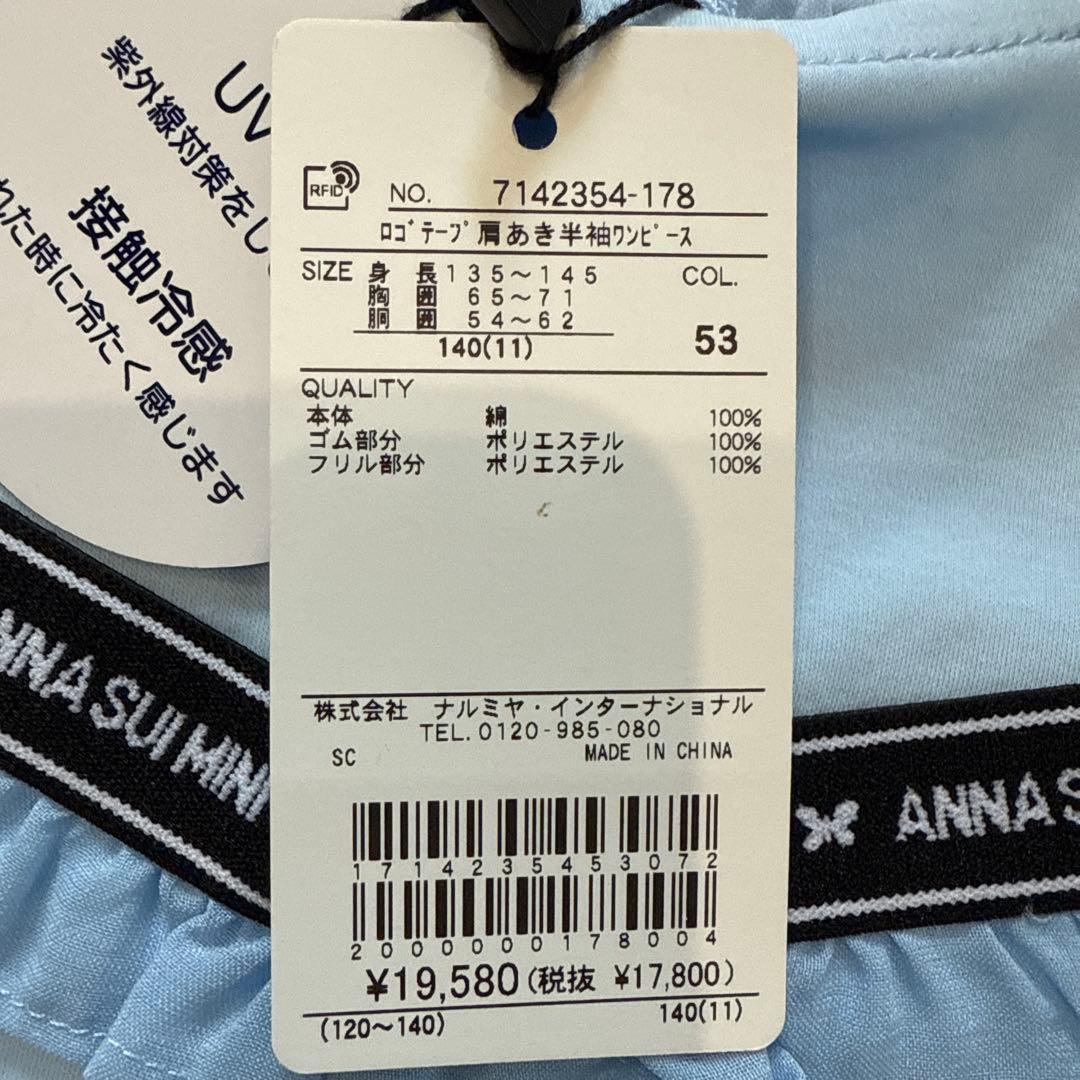 UV
紫外線対策をし
接触冷感
れた時に冷たく感じます
RFID
NO. 7142354-178
ﾛｺﾞﾃｰﾌﾟ肩あき半袖ﾜﾝﾋﾟｰｽ
SIZE 身長 135～145 COL.
胸囲 65～71
胴囲 54～62
140(11) 53
QUALITY
本体 綿 100%
ゴム部分 ポリエステル 100%
フリル部分 ポリエステル 100%
株式会社 ナルミヤ・インターナショナル
TEL.0120-985-080
SC MADE IN CHINA
1714235453072
2000000178004
¥19,580(税抜 ¥17,800)
(120～140) 140(11)
ANNA SUI MINI
ANNA S